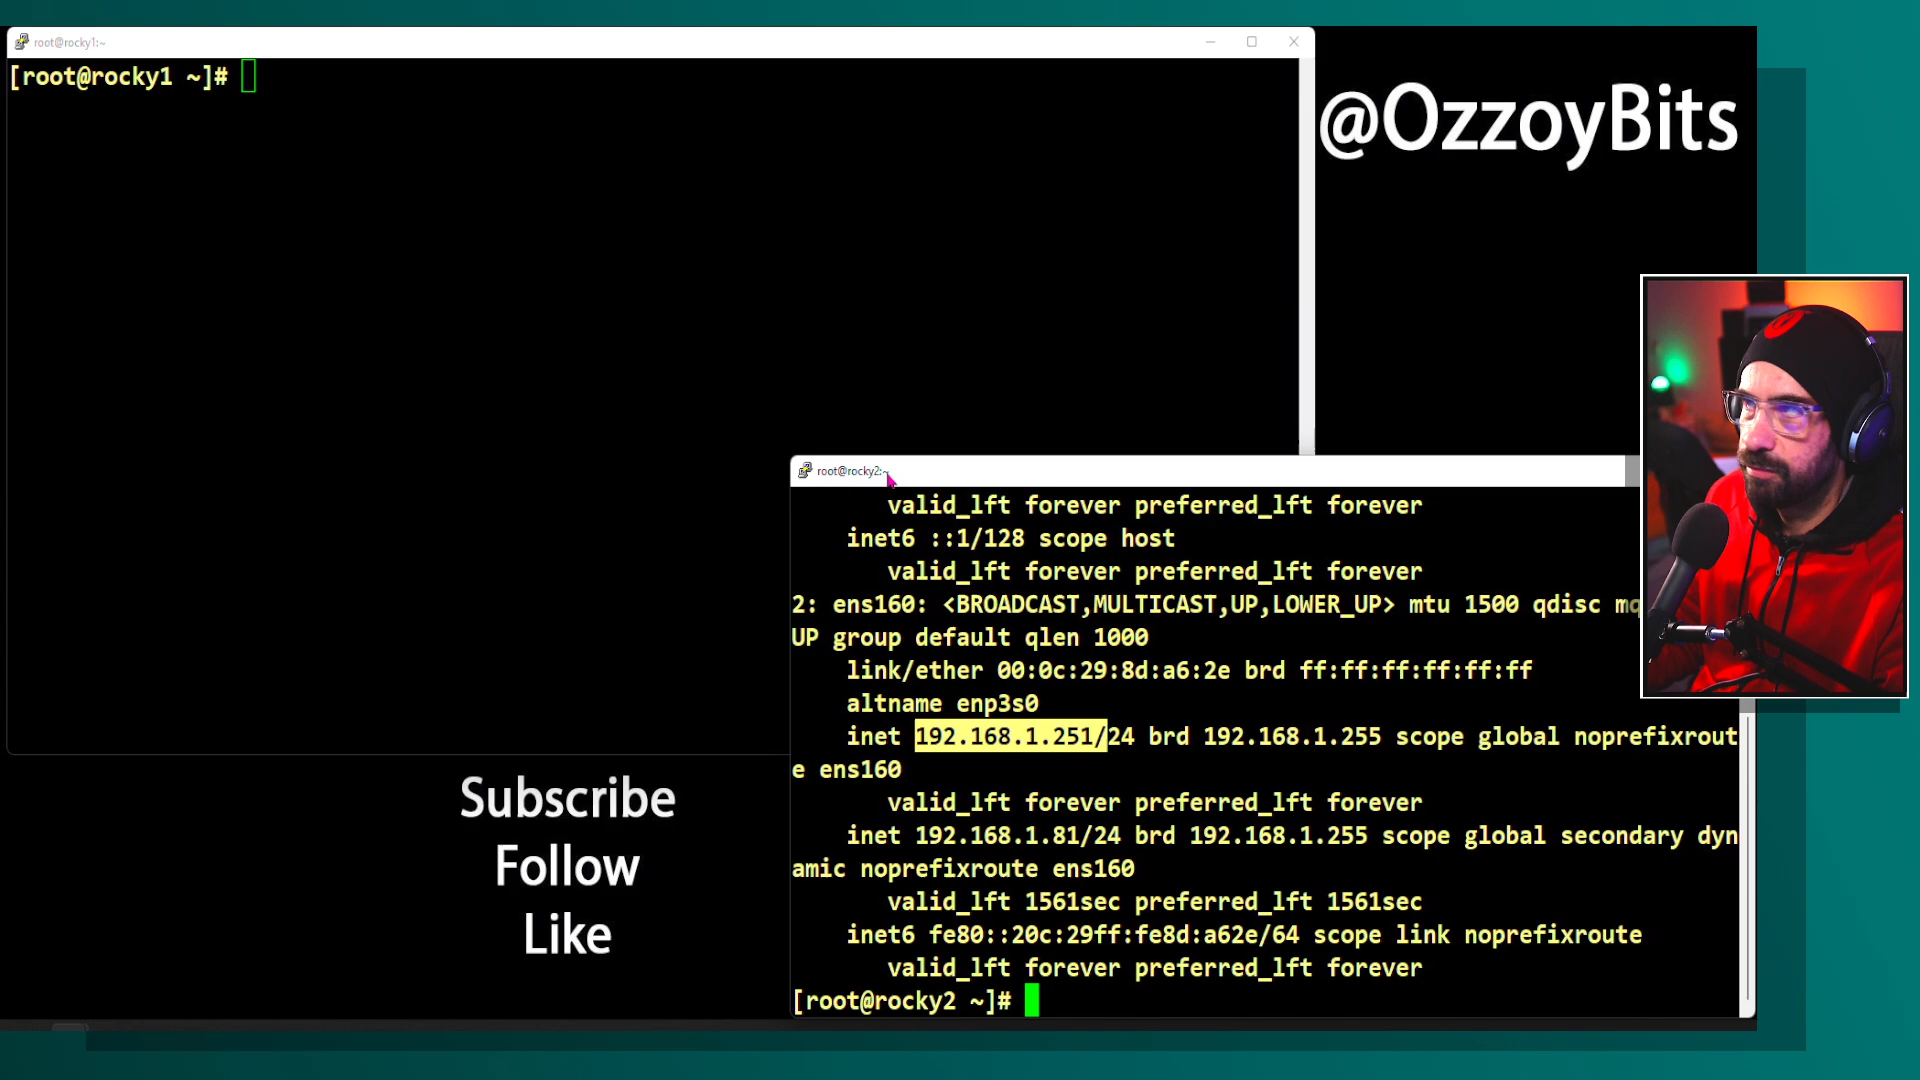 root@rocky1:~
[root@rocky1 ~]#
@OzzoyBits
root@rocky2:~
valid_lft forever preferred_lft forever
inet6 ::1/128 scope host
valid_lft forever preferred_lft forever
2: ens160: <BROADCAST,MULTICAST,UP,LOWER_UP> mtu 1500 qdisc
UP group default qlen 1000
link/ether 00:0c:29:8d:a6:2e brd ff:ff:ff:ff:ff:ff
altname enp3s0
inet 192.168.1.251/24 brd 192.168.1.255 scope global noprefixrout
e ens160
valid_lft forever preferred_lft forever
inet 192.168.1.81/24 brd 192.168.1.255 scope global secondary dyn
amic noprefixroute ens160
valid_lft 1561sec preferred_lft 1561sec
inet6 fe80::20c:29ff:fe8d:a62e/64 scope link noprefixroute
valid_lft forever preferred_lft forever
[root@rocky2 ~]#
Subscribe
Follow
Like